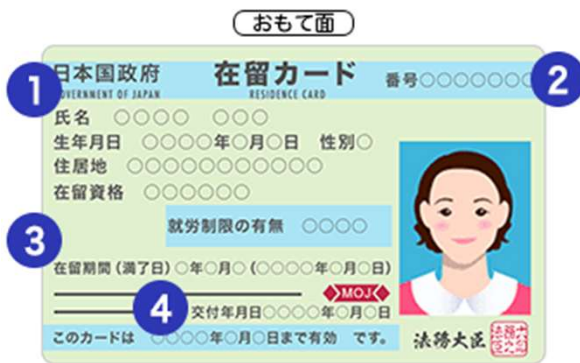 おもて面
1
日本国政府 在留カード 番号○○○○○○○
GOVERNMENT OF JAPAN RESIDENCE CARD
2
氏名 ○○○○ ○○○
生年月日 ○○○○年○月○日 性別○
住居地 ○○○○○○○○○○○
在留資格 ○○○○○○
就労制限の有無 ○○○○
3
在留期間(満了日)○年○月○(○○○○年○月○日)
MOJ
4
交付年月日○○○○年○月○日
このカードは ○○○○年○月○日まで有効 です。
法務大臣